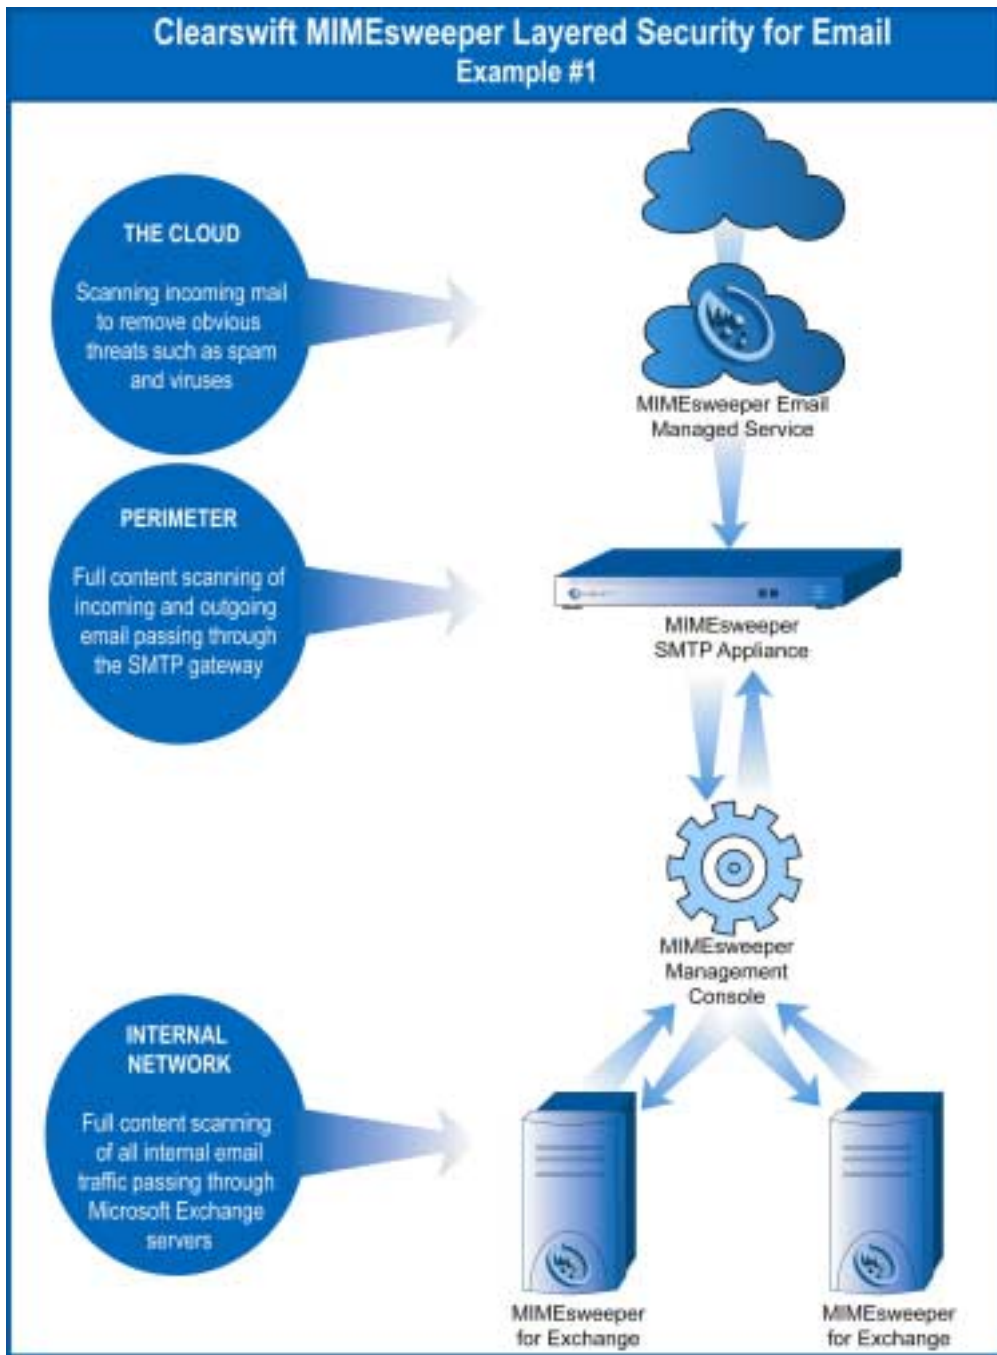 Clearswift MIMEsweeper Layered Security for Email
Example #1
THE CLOUD
Scanning incoming mail
to remove obvious
threats such as spam
and viruses
MIMEsweeper Email
Managed Service
PERIMETER
Full content scanning of
incoming and outgoing
email passing through
the SMTP gateway
MIMEsweeper
SMTP Appliance
MIMEsweeper
Management
Console
INTERNAL
NETWORK
Full content scanning
of all internal email
traffic passing through
Microsoft Exchange
servers
MIMEsweeper
for Exchange
MIMEsweeper
for Exchange